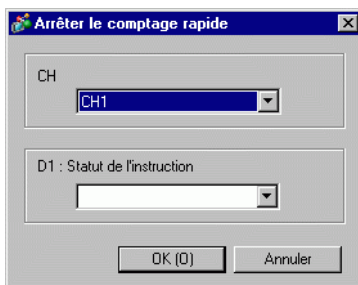 Arrêter le comptage rapide
CH
CH1
D1 : Statut de l'instruction
OK (O)
Annuler